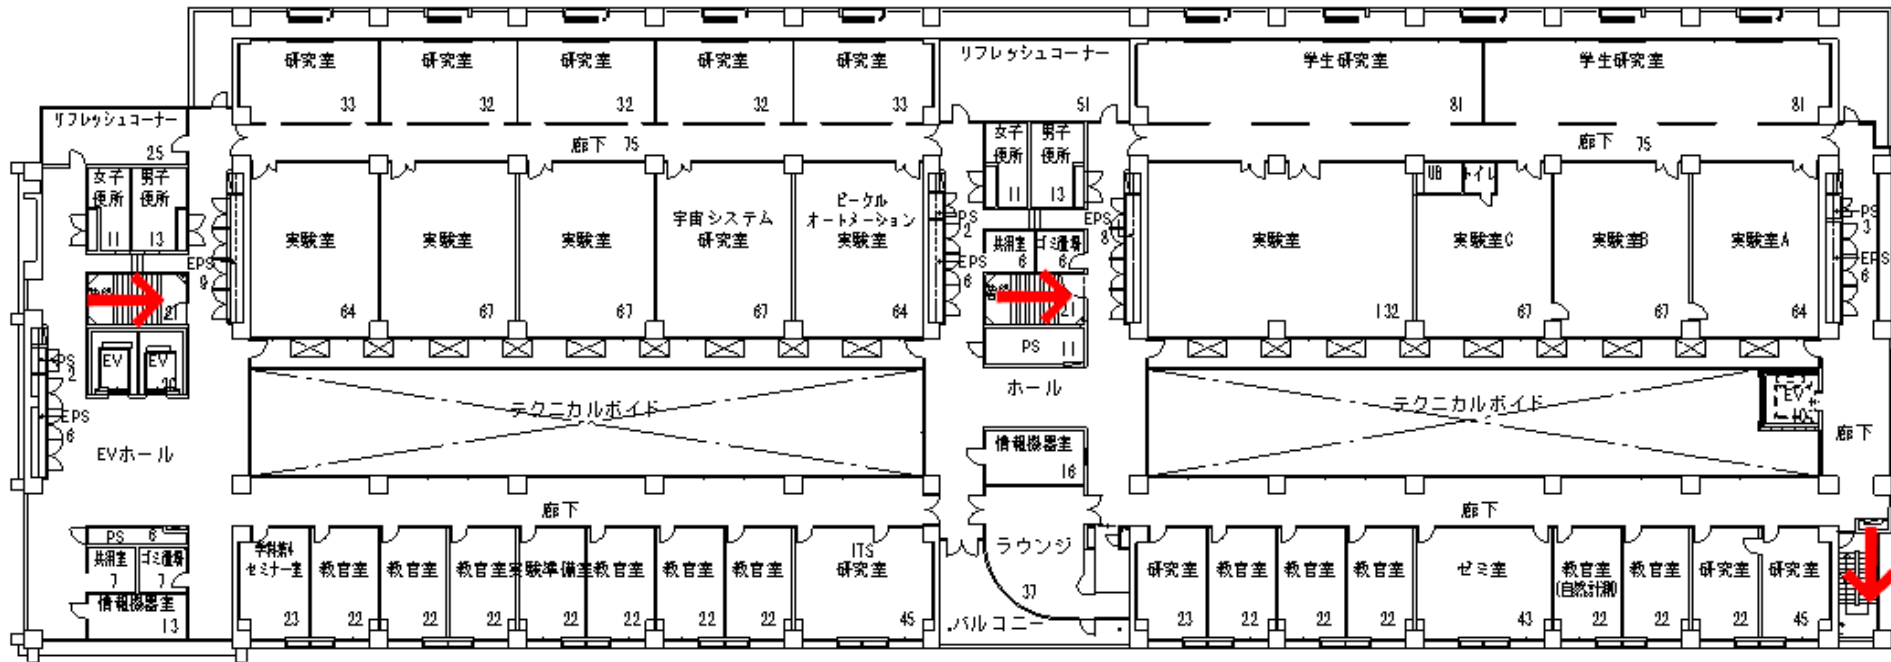 研究室
研究室
研究室
研究室
研究室
リフレッシュコーナー
学生研究室
学生研究室
33
32
32
32
33
51
81
81
リフレッシュコーナー
25
廊下 75
女子
便所
男子
便所
11
13
廊下 75
女子
便所
男子
便所
11
13
EPS
9
実験室
64
実験室
67
実験室
67
宇宙システム
研究室
67
ビークル
オートメーション
実験室
64
PS
2
EPS
6
共用室
6
ゴミ置場
6
EPS
8
実験室
132
UB
トイレ
実験室C
67
実験室B
67
実験室A
64
PS
3
EPS
6
21
21
PS
11
EV
EV
20
PS
2
EPS
6
EVホール
テクニカルボイド
ホール
テクニカルボイド
EV
廊下
情報機器室
16
廊下
廊下
PS 6
共用室
7
ゴミ置場
7
情報機器室
13
セミナー室
23
教官室
22
教官室
22
教官室
22
実験準備室
22
教官室
22
教官室
22
教官室
22
ITS
研究室
45
ラウンジ
37
バルコニー
研究室
23
教官室
22
教官室
22
教官室
22
ゼミ室
43
教官室
(自然計測)
22
教官室
22
研究室
22
研究室
45